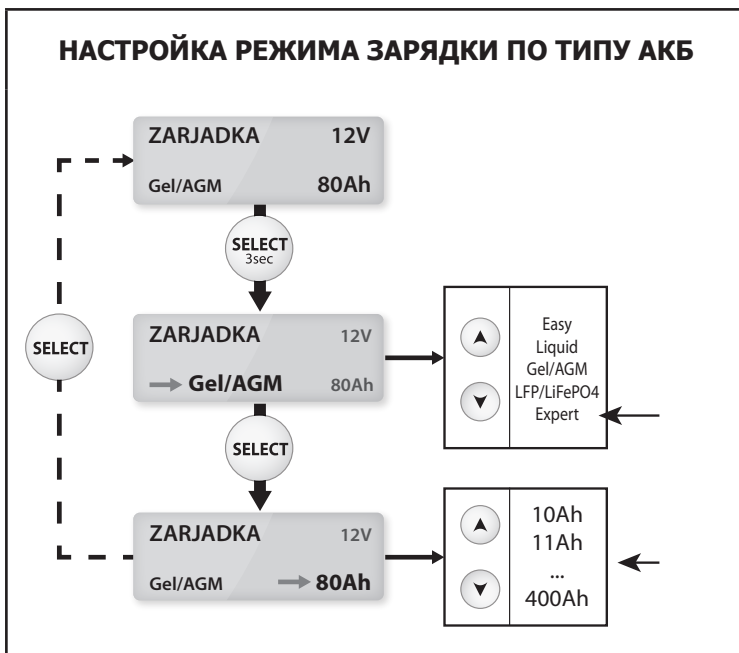 НАСТРОЙКА РЕЖИМА ЗАРЯДКИ ПО ТИПУ АКБ
ZARJADKA 12V
Gel/AGM 80Ah
SELECT
3sec
ZARJADKA 12V
→ Gel/AGM 80Ah
Easy
Liquid
Gel/AGM
LFP/LiFePO4
Expert
SELECT
SELECT
ZARJADKA 12V
Gel/AGM → 80Ah
10Ah
11Ah
...
400Ah